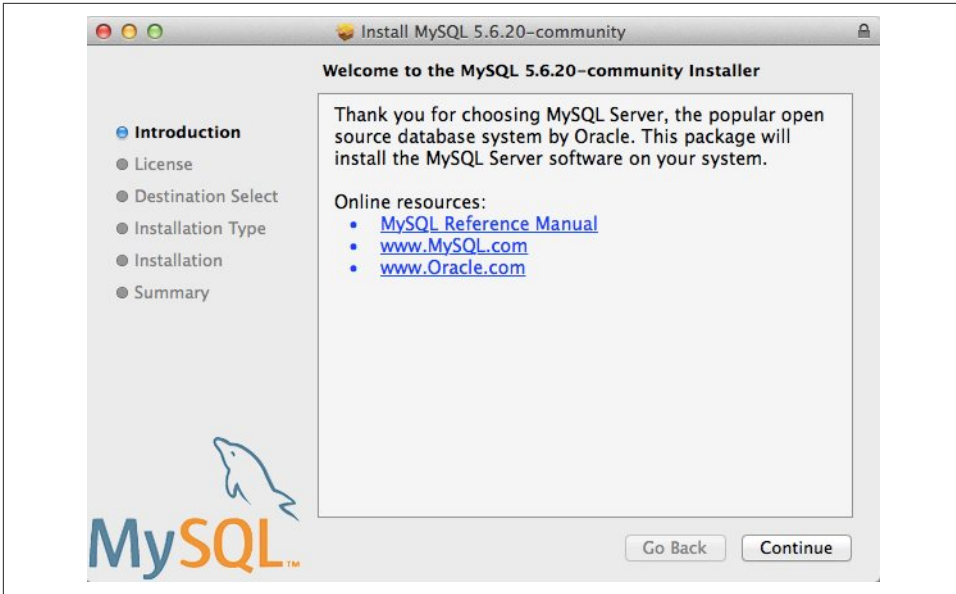 Install MySQL 5.6.20-community
Welcome to the MySQL 5.6.20-community Installer
Introduction
License
Destination Select
Installation Type
Installation
Summary
Thank you for choosing MySQL Server, the popular open
source database system by Oracle. This package will
install the MySQL Server software on your system.
Online resources:
• MySQL Reference Manual
• www.MySQL.com
• www.Oracle.com
MySQL™
Go Back
Continue